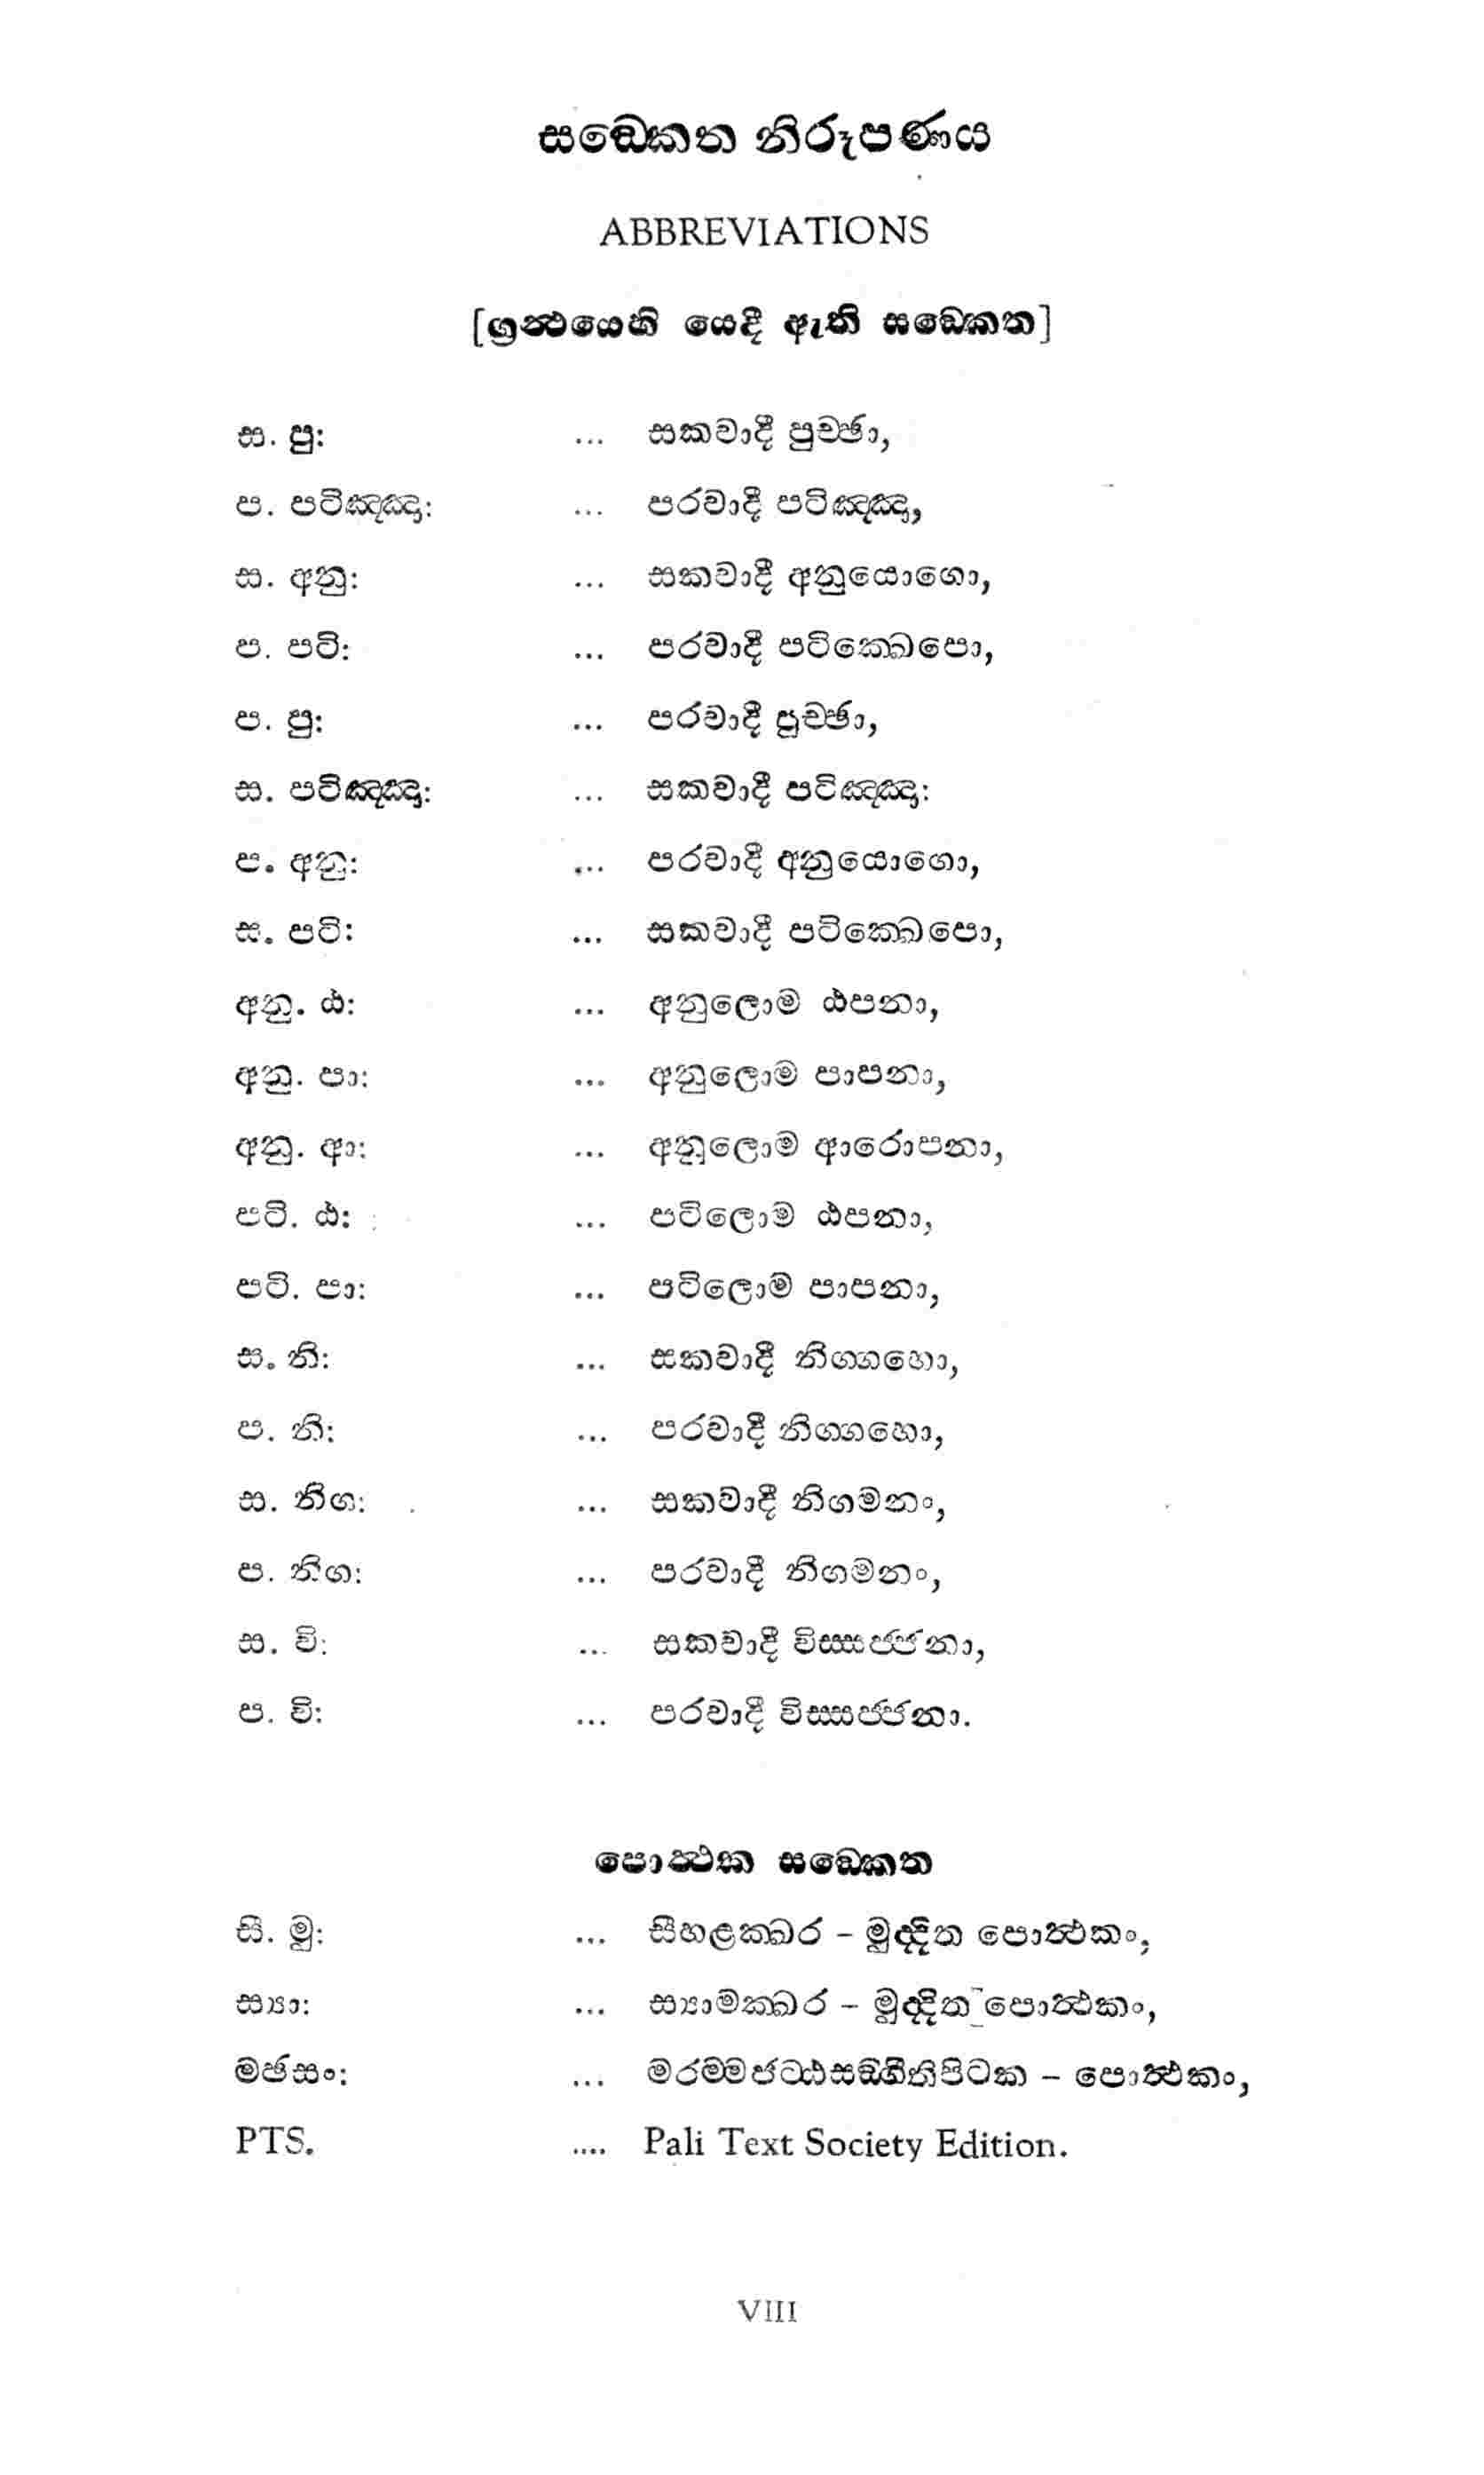 සඞ්කෙත නිරූපණය
ABBREVIATIONS
[ග්‍රන්‍ථයෙහි යෙදී ඇති සඞ්කෙත]
ස. පු: ... සකවාදී පුච්ඡා,
ප. පටිඤ්ඤා: ... පරවාදී පටිඤ්ඤා,
ස. අනු: ... සකවාදී අනුයොගො,
ප. පටි: ... පරවාදී පටික්ඛෙපො,
ප. පු: ... පරවාදී පුච්ඡා,
ස. පටිඤ්ඤා: ... සකවාදී පටිඤ්ඤා:
ප. අනු: ... පරවාදී අනුයොගො,
ස. පටි: ... සකවාදී පටික්ඛෙපො,
අනු. ඨ: ... අනුලොම ඨපනා,
අනු. පා: ... අනුලොම පාපනා,
අනු. ආ: ... අනුලොම ආරොපනා,
පටි. ඨ: ... පටිලොම ඨපනා,
පටි. පා: ... පටිලොම පාපනා,
ස. නි: ... සකවාදී නිග්ගහො,
ප. නි: ... පරවාදී නිග්ගහො,
ස. නිග: ... සකවාදී නිගමනං,
ප. නිග: ... පරවාදී නිගමනං,
ස. වි: ... සකවාදී විස්සජ්ජනා,
ප. වි: ... පරවාදී විස්සජ්ජනා.
පොත්‍ථක සඞ්කෙත
සී. මු: ... සීහළක්ඛර - මුද්දිත පොත්‍ථකං,
ස්‍යා: ... ස්‍යාමක්ඛර - මුද්දිත පොත්‍ථකං,
මඡසං: ... මරම්මඡට්ඨසඞ්ගීතිපිටක - පොත්‍ථකං,
PTS. .... Pali Text Society Edition.
VIII